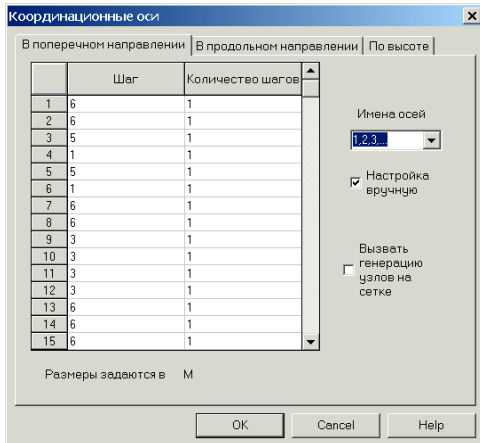 Координационные оси
В поперечном направлении В продольном направлении По высоте
Шаг Количество шагов
1 6 1
2 6 1
3 5 1
4 1 1
5 5 1
6 1 1
7 6 1
8 6 1
9 3 1
10 3 1
11 3 1
12 3 1
13 6 1
14 6 1
15 6 1
Имена осей
1,2,3,...
Настройка
вручную
Вызвать
генерацию
узлов на
сетке
Размеры задаются в М
OK Cancel Help